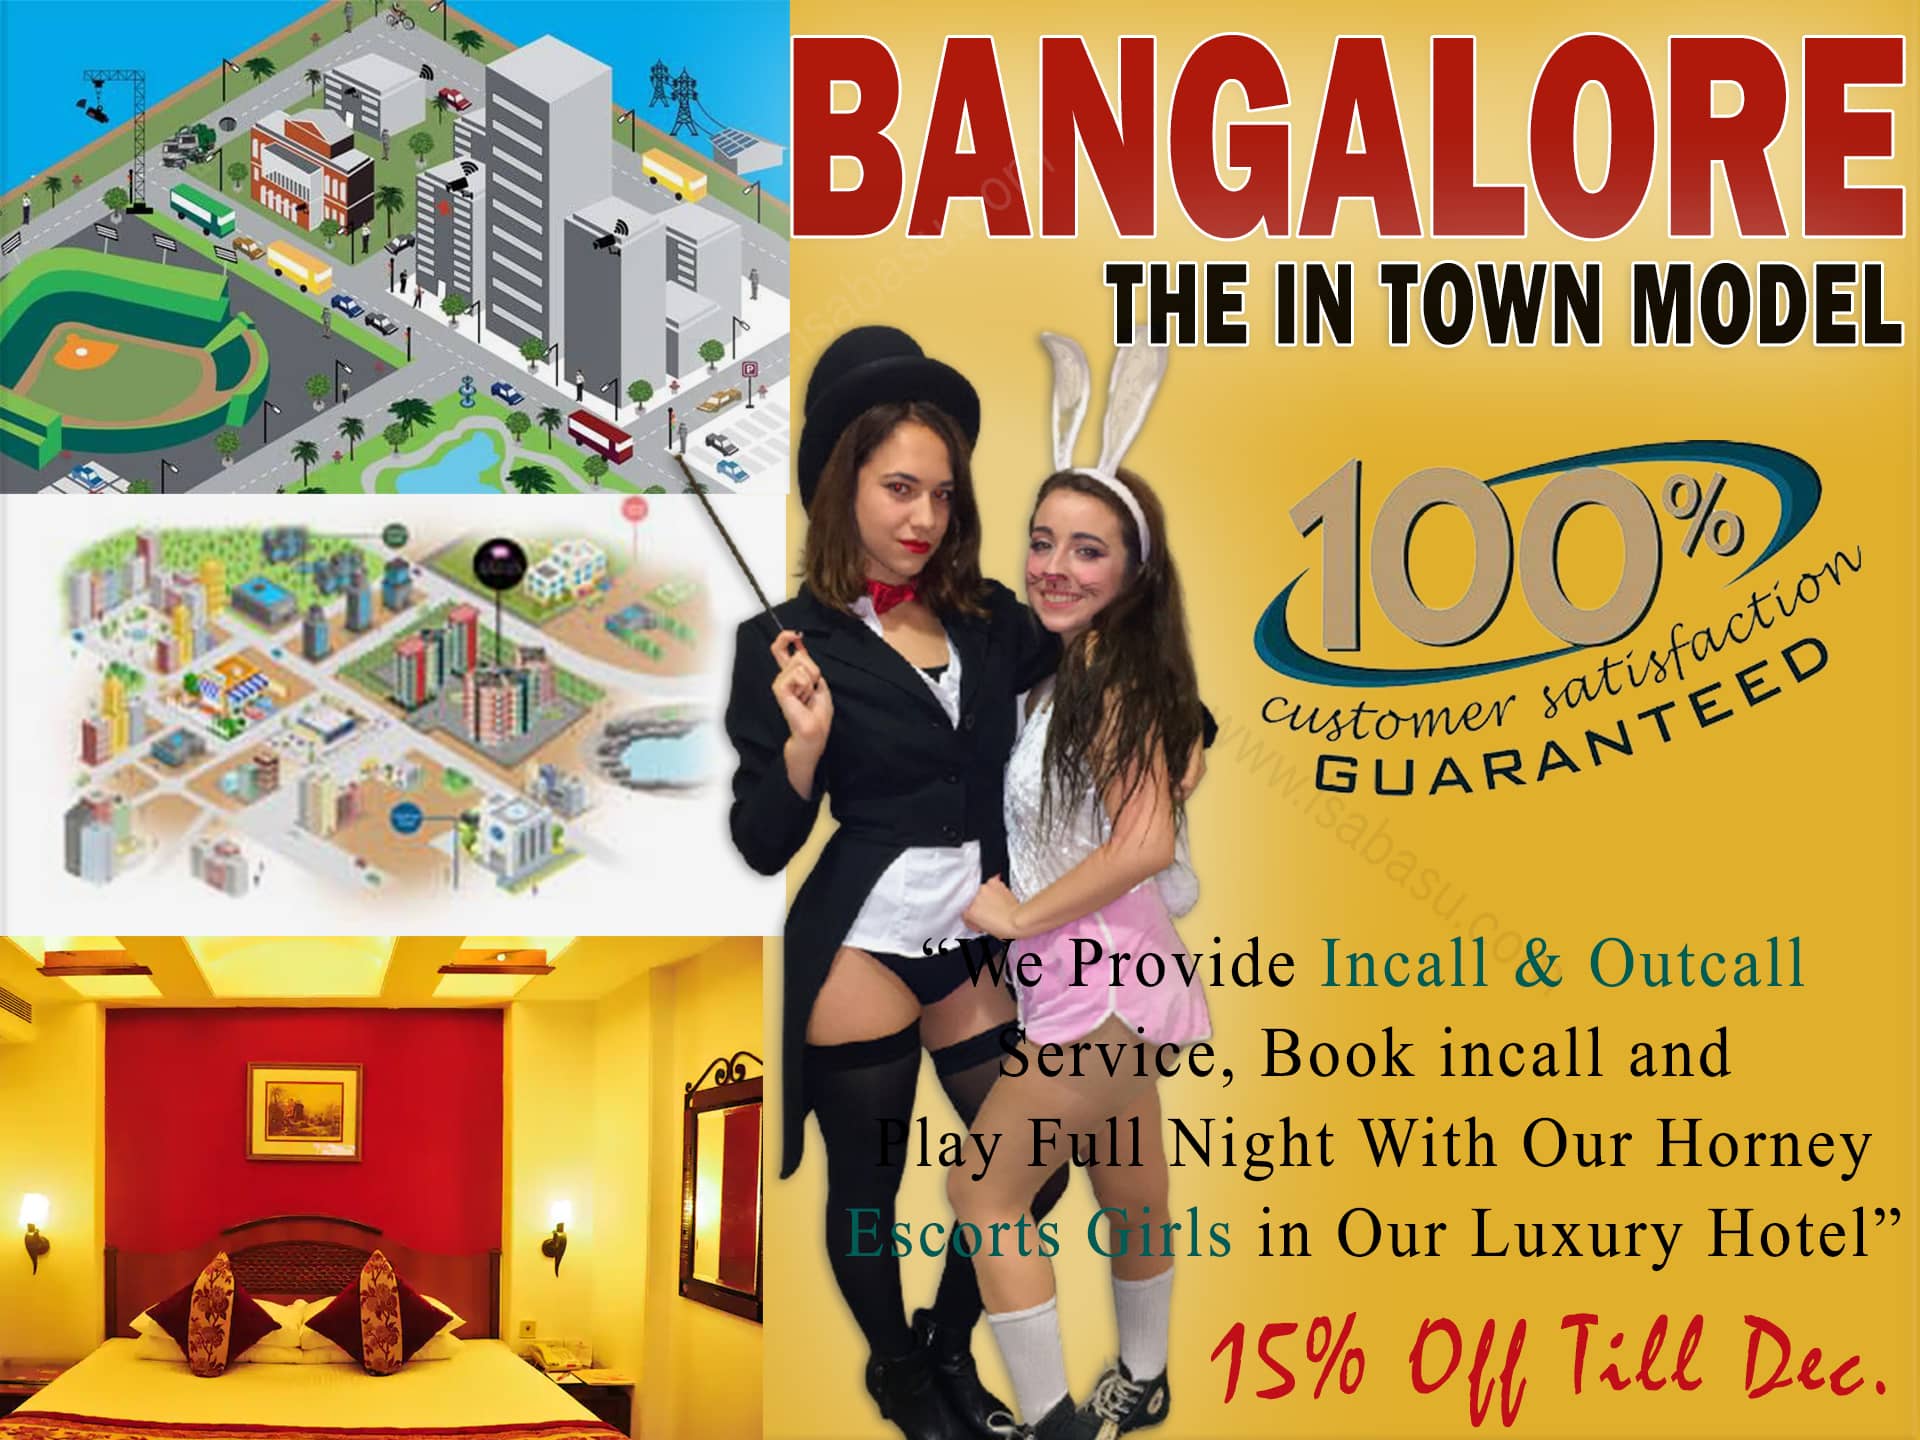 BANGALORE
THE IN TOWN MODEL
100%
customer satisfaction
GUARANTEED
“We Provide Incall & Outcall
Service, Book incall and
Play Full Night With Our Horney
Escorts Girls in Our Luxury Hotel”
15% Off Till Dec.
www.isabasu.com
P